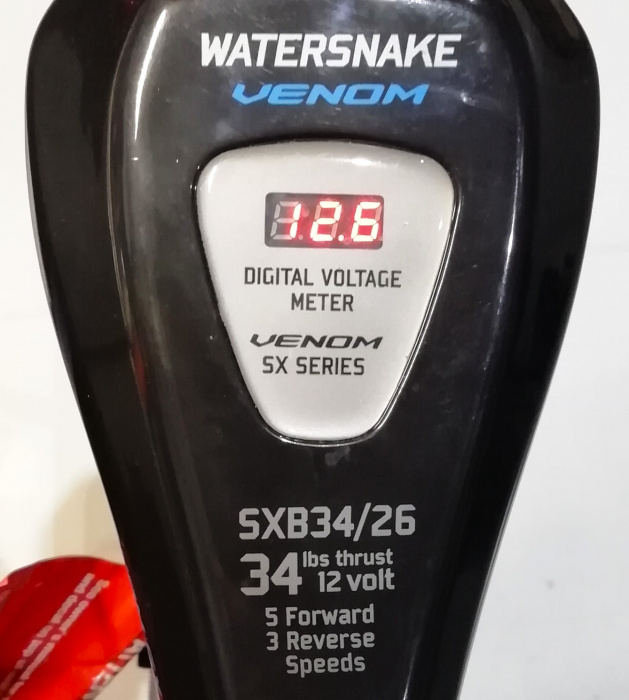 WATERSNAKE
VENOM
12.6
DIGITAL VOLTAGE
METER
VENOM
SX SERIES
SXB34/26
34 lbs thrust
12 volt
5 Forward
3 Reverse
Speeds